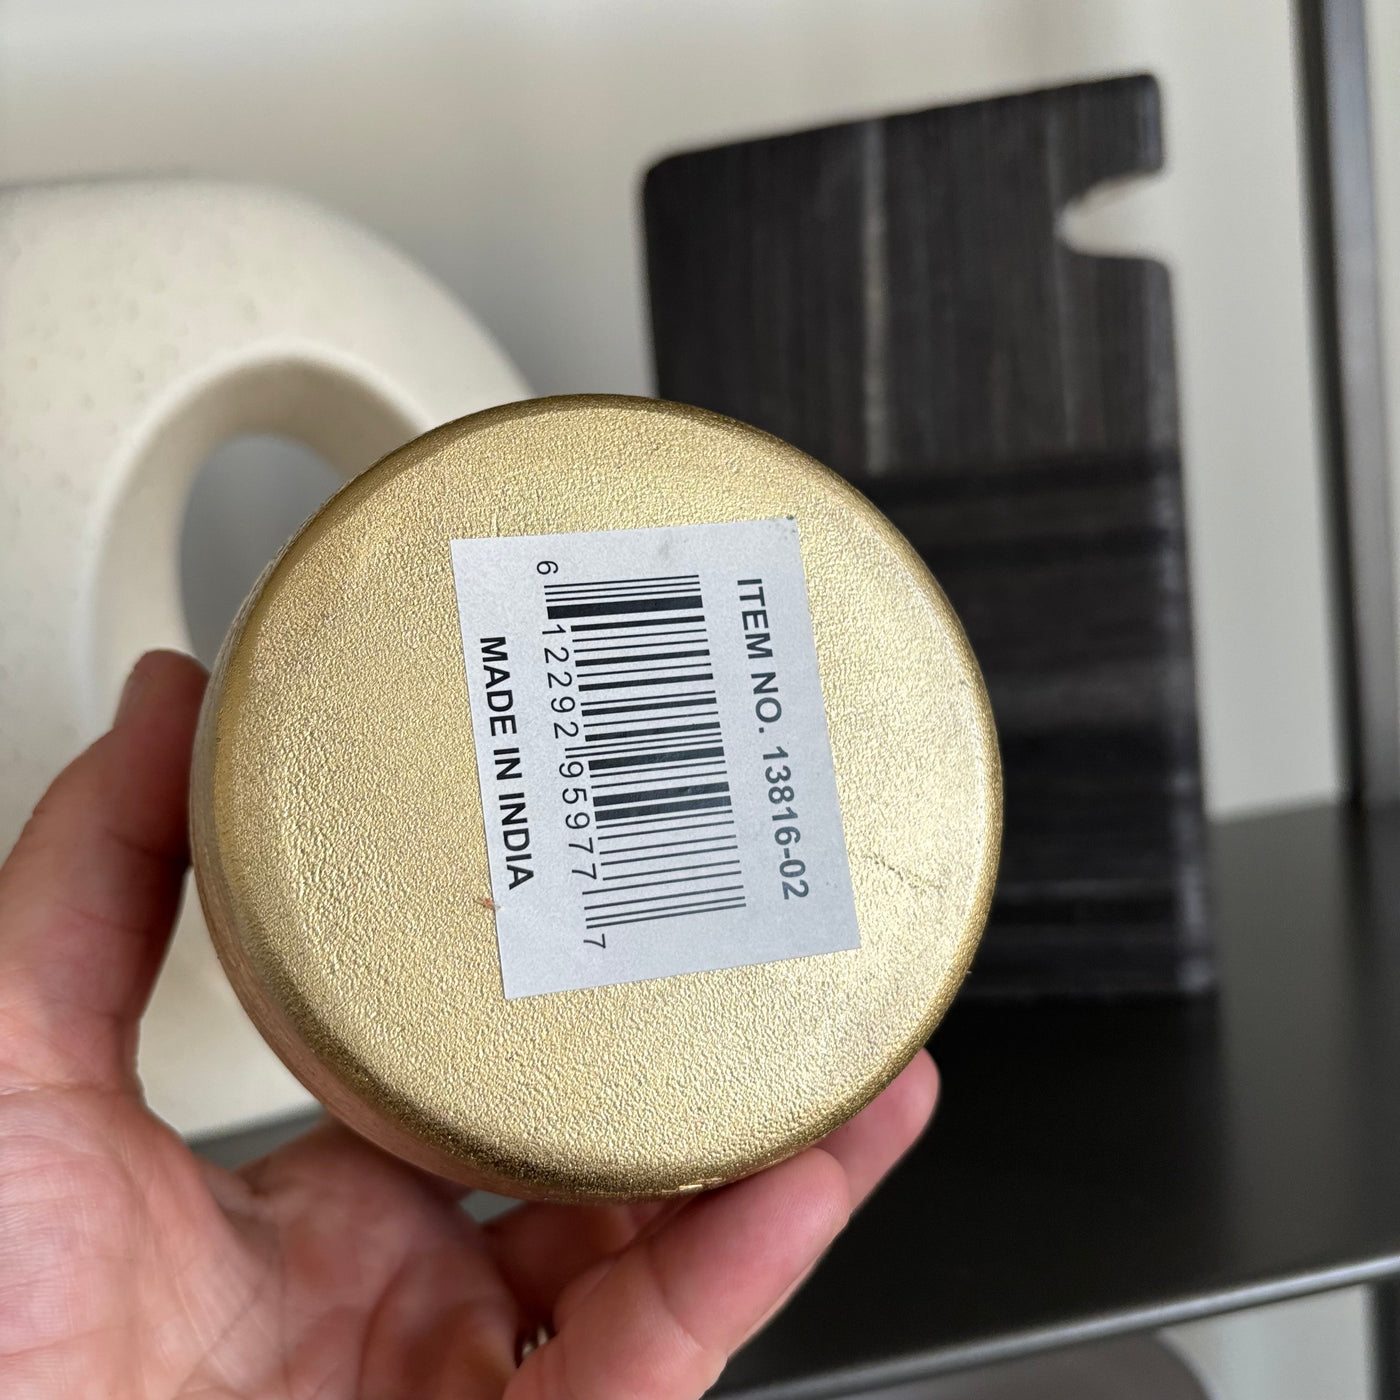 ITEM NO. 13816-02
6 12292 95977 7
MADE IN INDIA